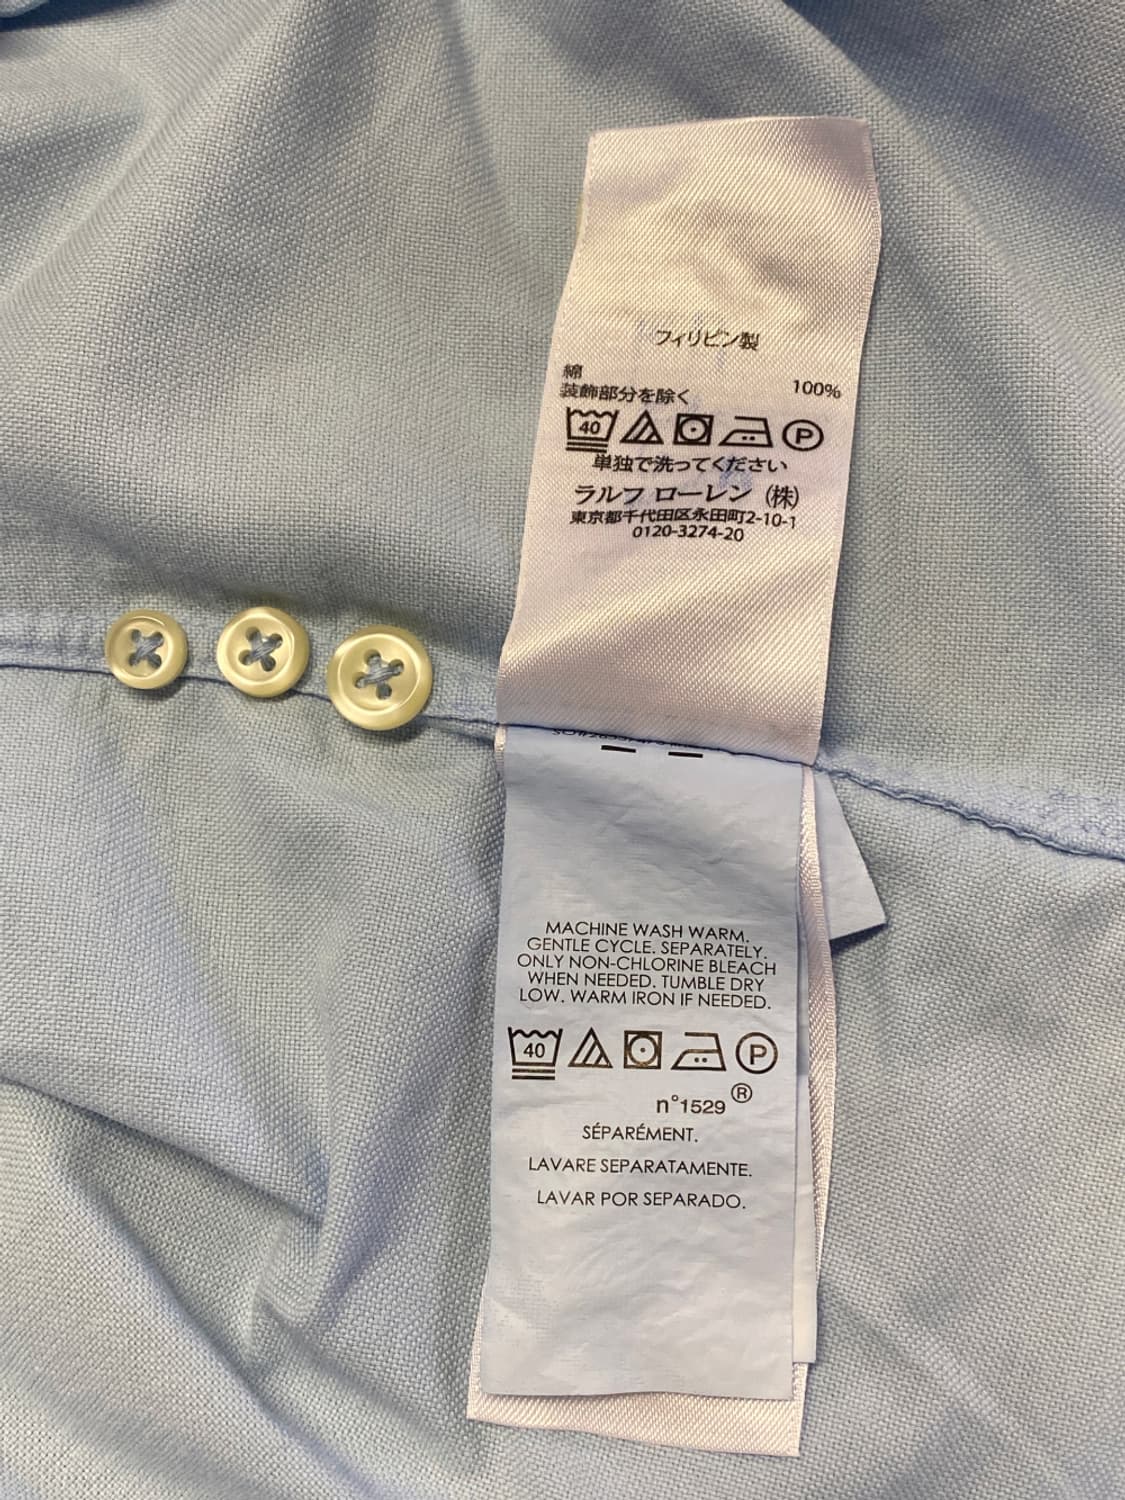 フィリピン製
綿 100%
装飾部分を除く
40 P
単独で洗ってください
ラルフ ローレン (株)
東京都千代田区永田町2-10-1
0120-3274-20
MACHINE WASH WARM.
GENTLE CYCLE. SEPARATELY.
ONLY NON-CHLORINE BLEACH
WHEN NEEDED. TUMBLE DRY
LOW. WARM IRON IF NEEDED.
40 P
n°1529 ®
SÉPARÉMENT.
LAVARE SEPARATAMENTE.
LAVAR POR SEPARADO.